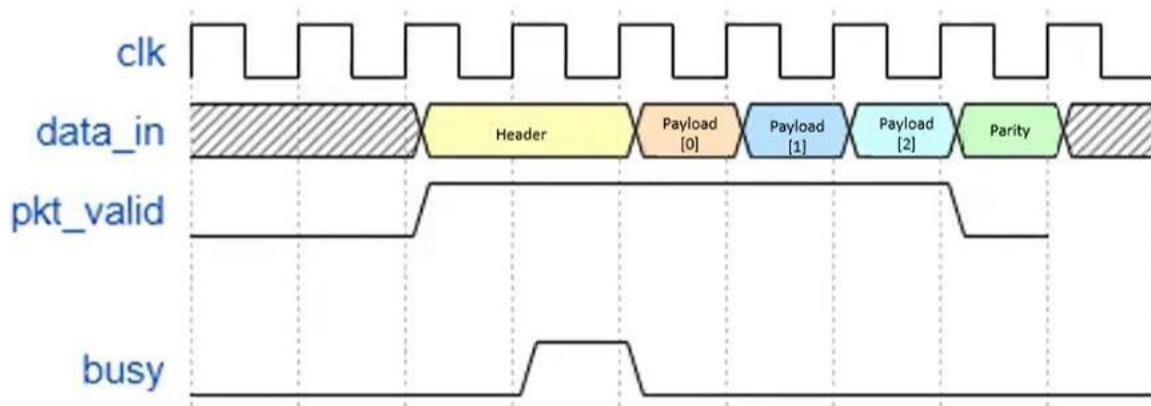 clk
data_in
Header
Payload
[0]
Payload
[1]
Payload
[2]
Parity
pkt_valid
busy